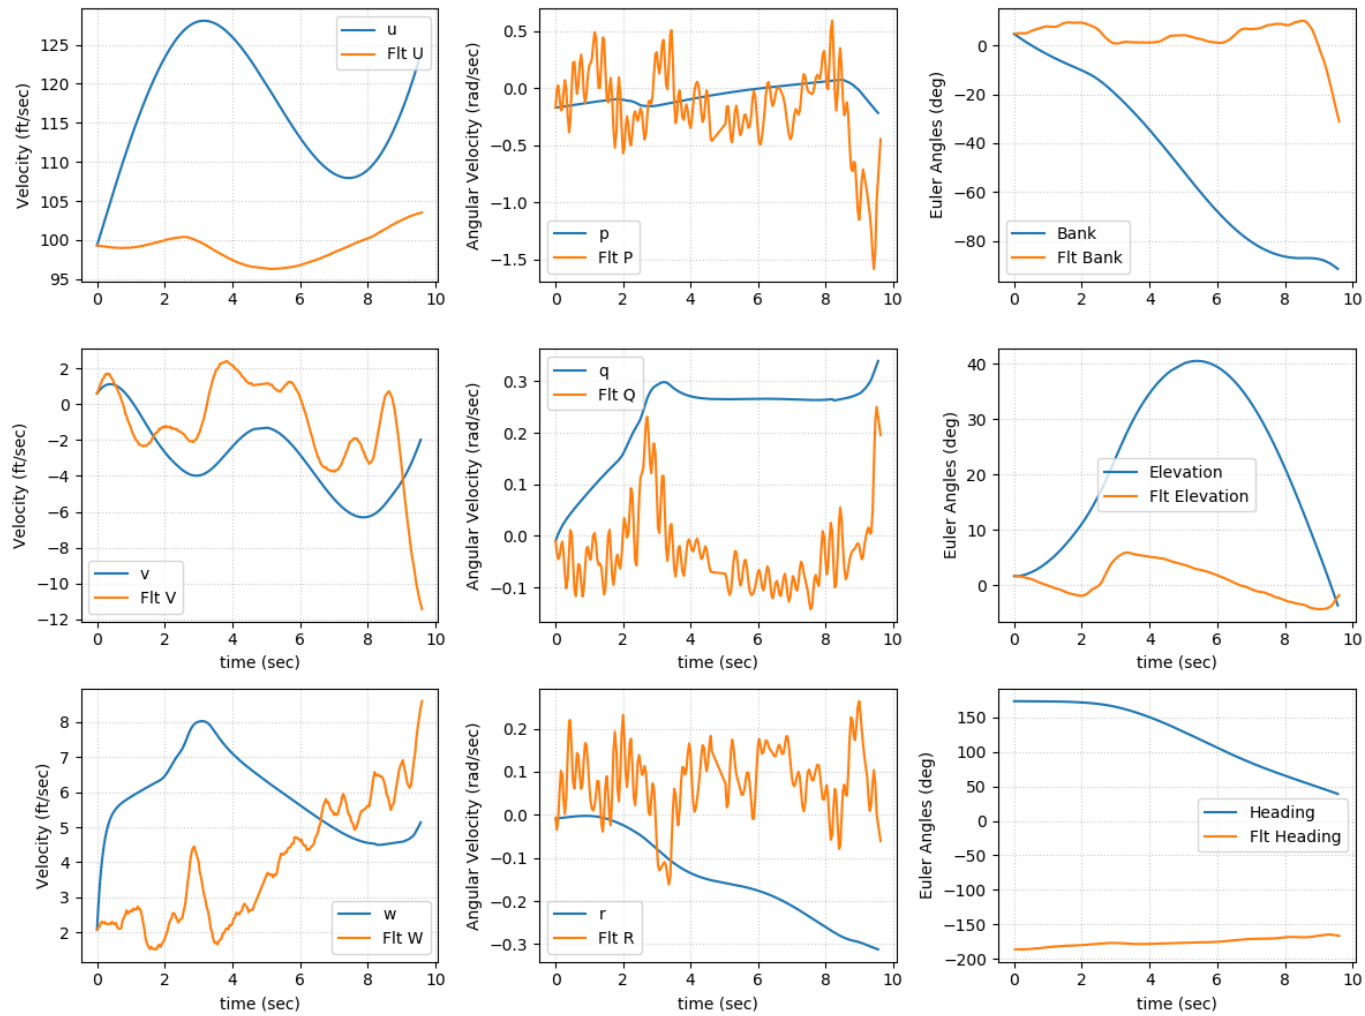 Velocity (ft/sec)
125
120
115
110
105
100
95
0 2 4 6 8 10
u
Flt U
Angular Velocity (rad/sec)
0.5
0.0
−0.5
−1.0
−1.5
0 2 4 6 8 10
p
Flt P
Euler Angles (deg)
0
−20
−40
−60
−80
0 2 4 6 8 10
Bank
Flt Bank
Velocity (ft/sec)
2
0
−2
−4
−6
−8
−10
−12
0 2 4 6 8 10
time (sec)
v
Flt V
Angular Velocity (rad/sec)
0.3
0.2
0.1
0.0
−0.1
0 2 4 6 8 10
time (sec)
q
Flt Q
Euler Angles (deg)
40
30
20
10
0
0 2 4 6 8 10
time (sec)
Elevation
Flt Elevation
Velocity (ft/sec)
8
7
6
5
4
3
2
0 2 4 6 8 10
time (sec)
w
Flt W
Angular Velocity (rad/sec)
0.2
0.1
0.0
−0.1
−0.2
−0.3
0 2 4 6 8 10
time (sec)
r
Flt R
Euler Angles (deg)
150
100
50
0
−50
−100
−150
−200
0 2 4 6 8 10
time (sec)
Heading
Flt Heading